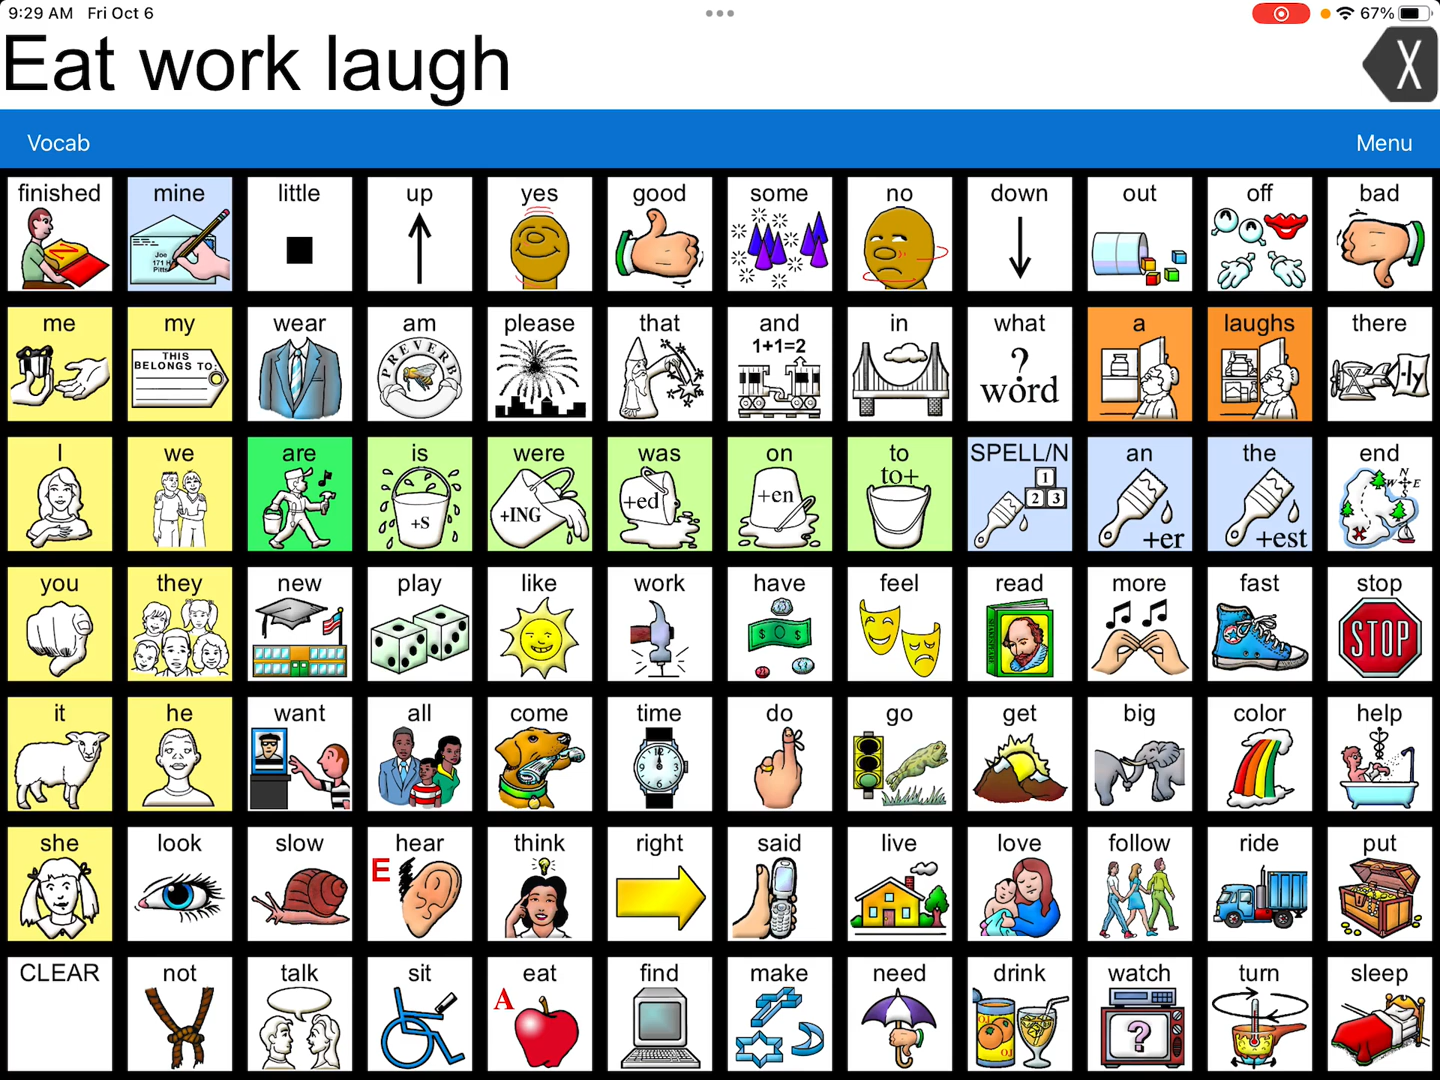 9:29 AM Fri Oct 6
67%
Eat work laugh
X
Vocab
Menu
finished mine little up yes good some no down out off bad
Joe
171 H
Pitts
me my wear am please that and in what a laughs there
THIS
BELONGS TO:
PREVERB
1+1=2
?
word
-ly
I we are is were was on to SPELL/N an the end
+S
+ING
+ed
+en
to+
1
2 3
+er
+est
N
W E
S
you they new play like work have feel read more fast stop
STOP
it he want all come time do go get big color help
she look slow hear think right said live love follow ride put
E
CLEAR not talk sit eat find make need drink watch turn sleep
A
OJ
?